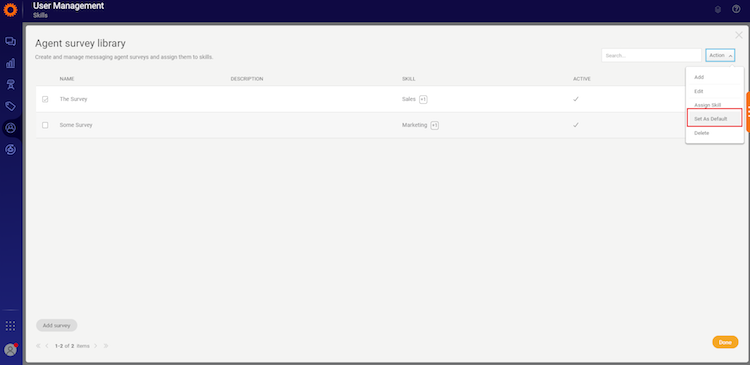 User Management
Skills
Agent survey library
Create and manage messaging agent surveys and assign them to skills.
Search...
Action
NAME DESCRIPTION SKILL ACTIVE
Add
Edit
Assign Skill
Set As Default
Delete
The Survey Sales +1
Some Survey Marketing +1
Add survey
1-2 of 2 items
Done